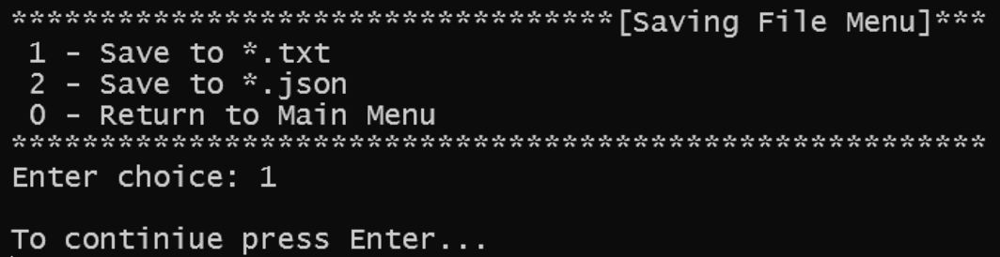 **********************************[Saving File Menu]***
1 - Save to *.txt
2 - Save to *.json
0 - Return to Main Menu
*******************************************************
Enter choice: 1
To continiue press Enter...